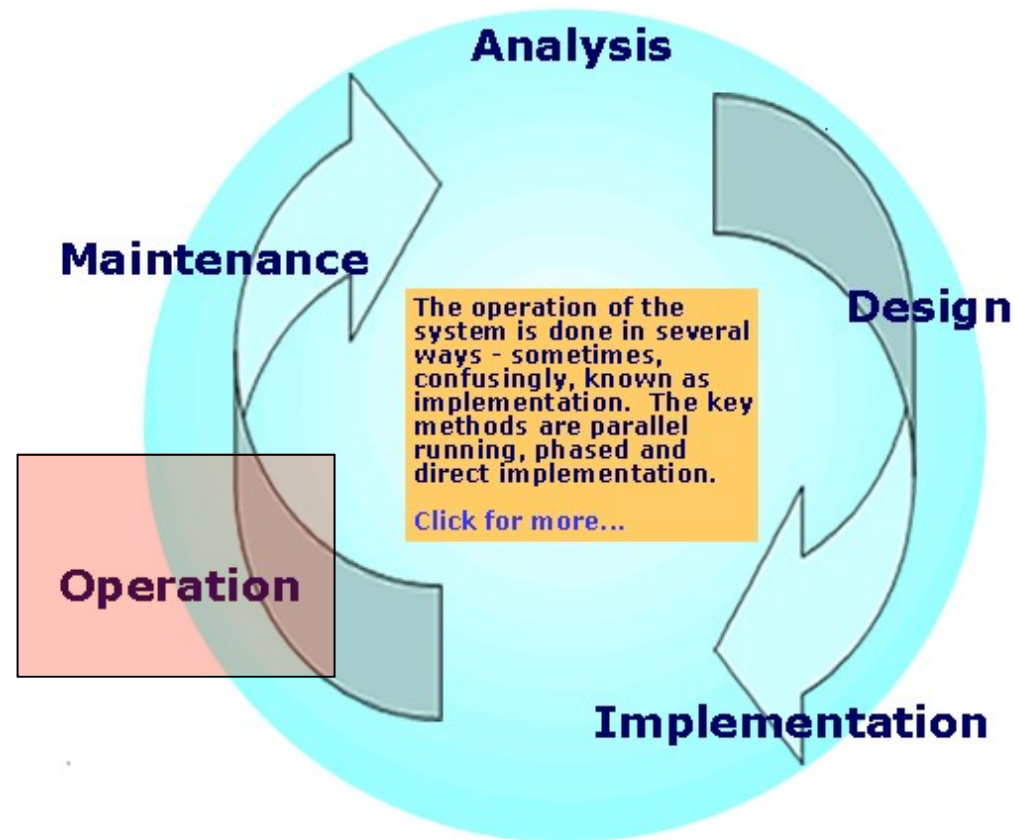 Analysis
Maintenance
Design
The operation of the
system is done in several
ways - sometimes,
confusingly, known as
implementation.  The key
methods are parallel
running, phased and
direct implementation.
Click for more...
Operation
Implementation